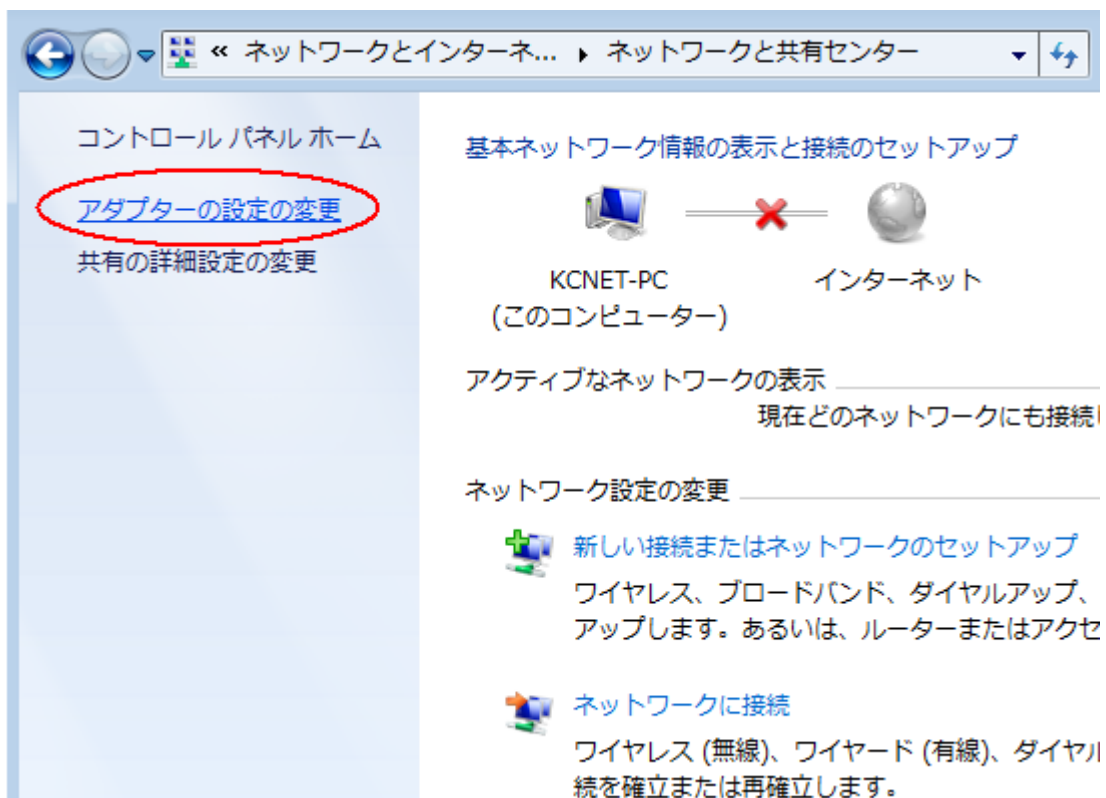 « ネットワークとインターネ... ▶ ネットワークと共有センター
コントロール パネル ホーム
アダプターの設定の変更
共有の詳細設定の変更
基本ネットワーク情報の表示と接続のセットアップ
KCNET-PC
(このコンピューター)
インターネット
アクティブなネットワークの表示
現在どのネットワークにも接続し
ネットワーク設定の変更
新しい接続またはネットワークのセットアップ
ワイヤレス、ブロードバンド、ダイヤルアップ、
アップします。あるいは、ルーターまたはアクセ
ネットワークに接続
ワイヤレス (無線)、ワイヤード (有線)、ダイヤル
続を確立または再確立します。